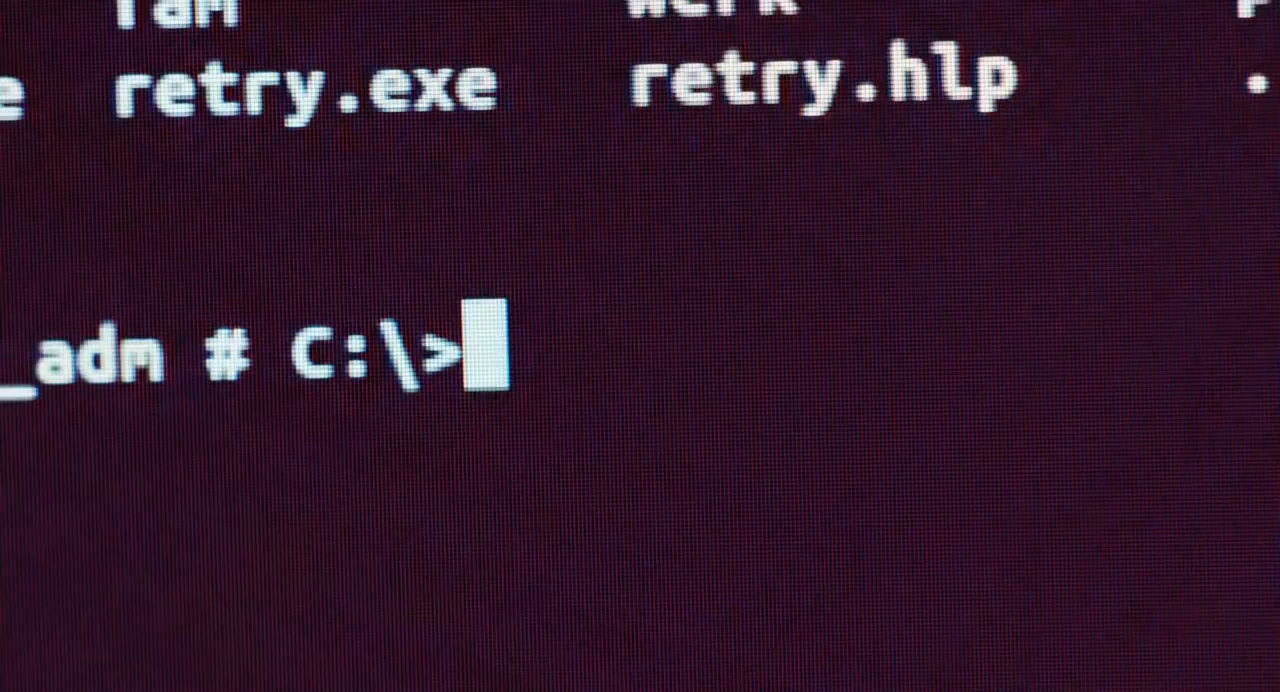 retry.exe retry.hlp .
_adm # C:\>